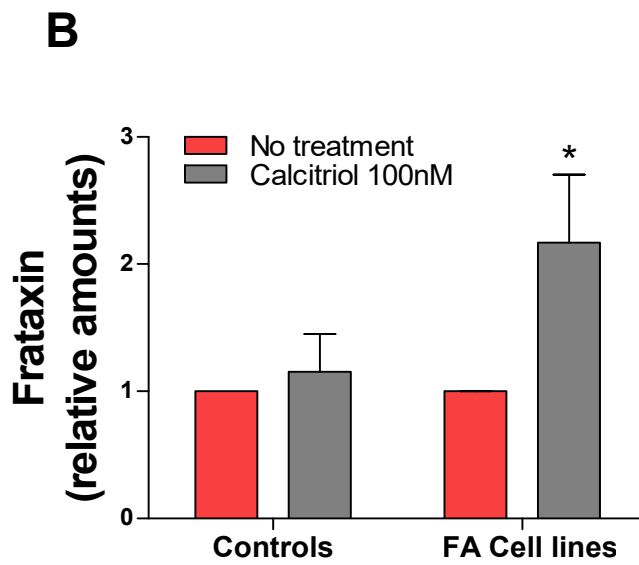 B
Frataxin
(relative amounts)
3
2
1
0
No treatment
Calcitriol 100nM
*
Controls
FA Cell lines